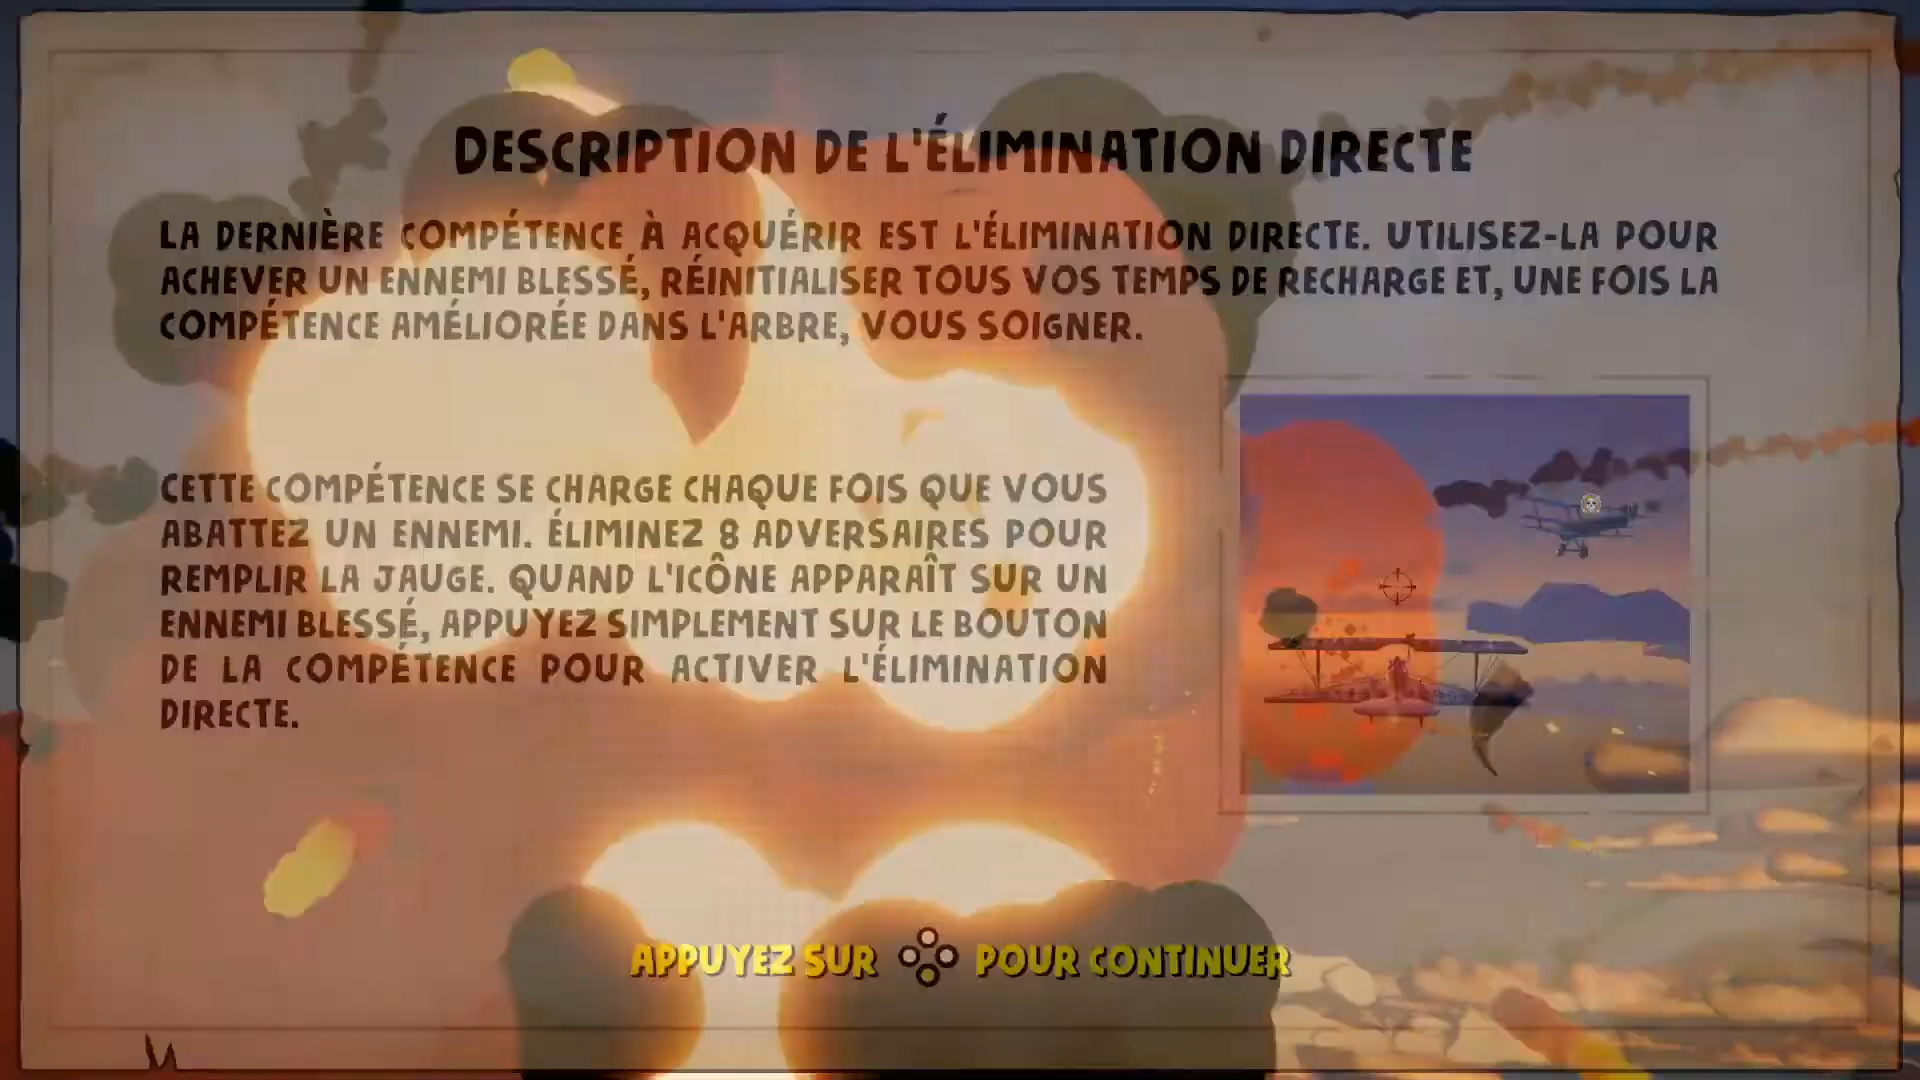 DESCRIPTION DE L'ÉLIMINATION DIRECTE
LA DERNIÈRE COMPÉTENCE À ACQUÉRIR EST L'ÉLIMINATION DIRECTE. UTILISEZ-LA POUR
ACHEVER UN ENNEMI BLESSÉ, RÉINITIALISER TOUS VOS TEMPS DE RECHARGE ET, UNE FOIS LA
COMPÉTENCE AMÉLIORÉE DANS L'ARBRE, VOUS SOIGNER.
CETTE COMPÉTENCE SE CHARGE CHAQUE FOIS QUE VOUS
ABATTEZ UN ENNEMI. ÉLIMINEZ 8 ADVERSAIRES POUR
REMPLIR LA JAUGE. QUAND L'ICÔNE APPARAÎT SUR UN
ENNEMI BLESSÉ, APPUYEZ SIMPLEMENT SUR LE BOUTON
DE LA COMPÉTENCE POUR ACTIVER L'ÉLIMINATION
DIRECTE.
APPUYEZ SUR POUR CONTINUER